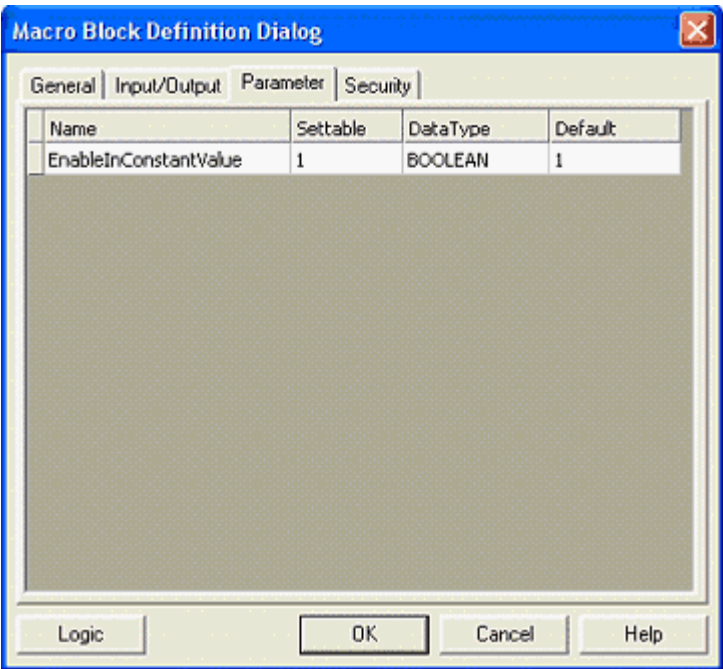 Macro Block Definition Dialog
General Input/Output Parameter Security
Name Settable DataType Default
EnableInConstantValue 1 BOOLEAN 1
Logic OK Cancel Help